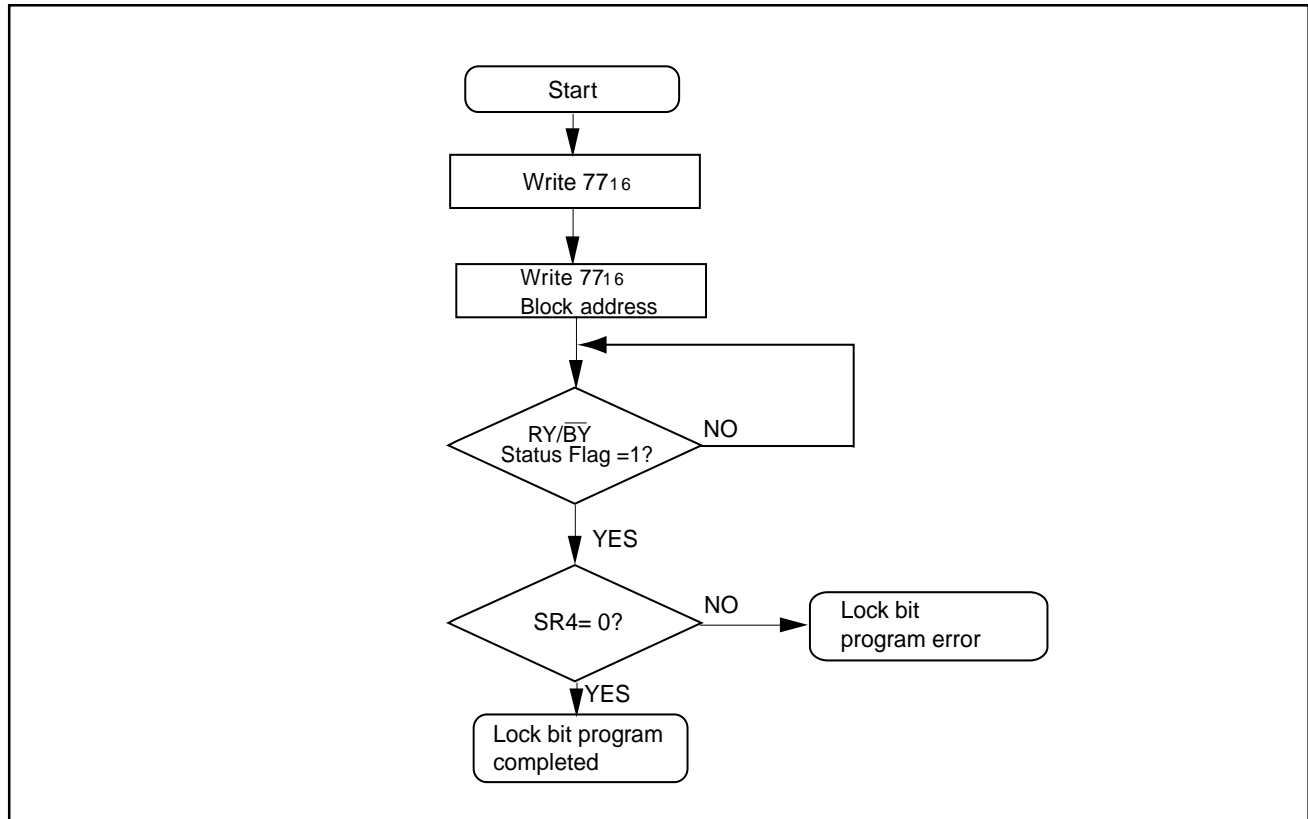 Start
Write 77₁₆
Write 77₁₆
Block address
RY/B̅Y̅
Status Flag =1?
NO
YES
SR4= 0?
NO
Lock bit
program error
YES
Lock bit program
completed